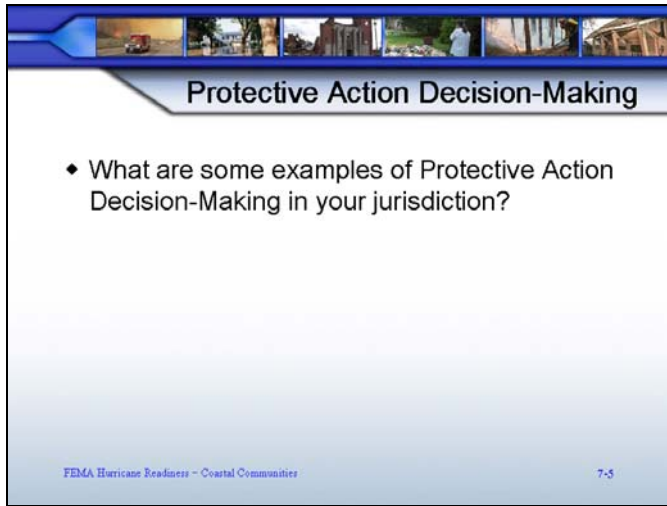 Protective Action Decision-Making
◆ What are some examples of Protective Action
Decision-Making in your jurisdiction?
FEMA Hurricane Readiness - Coastal Communities
7-5